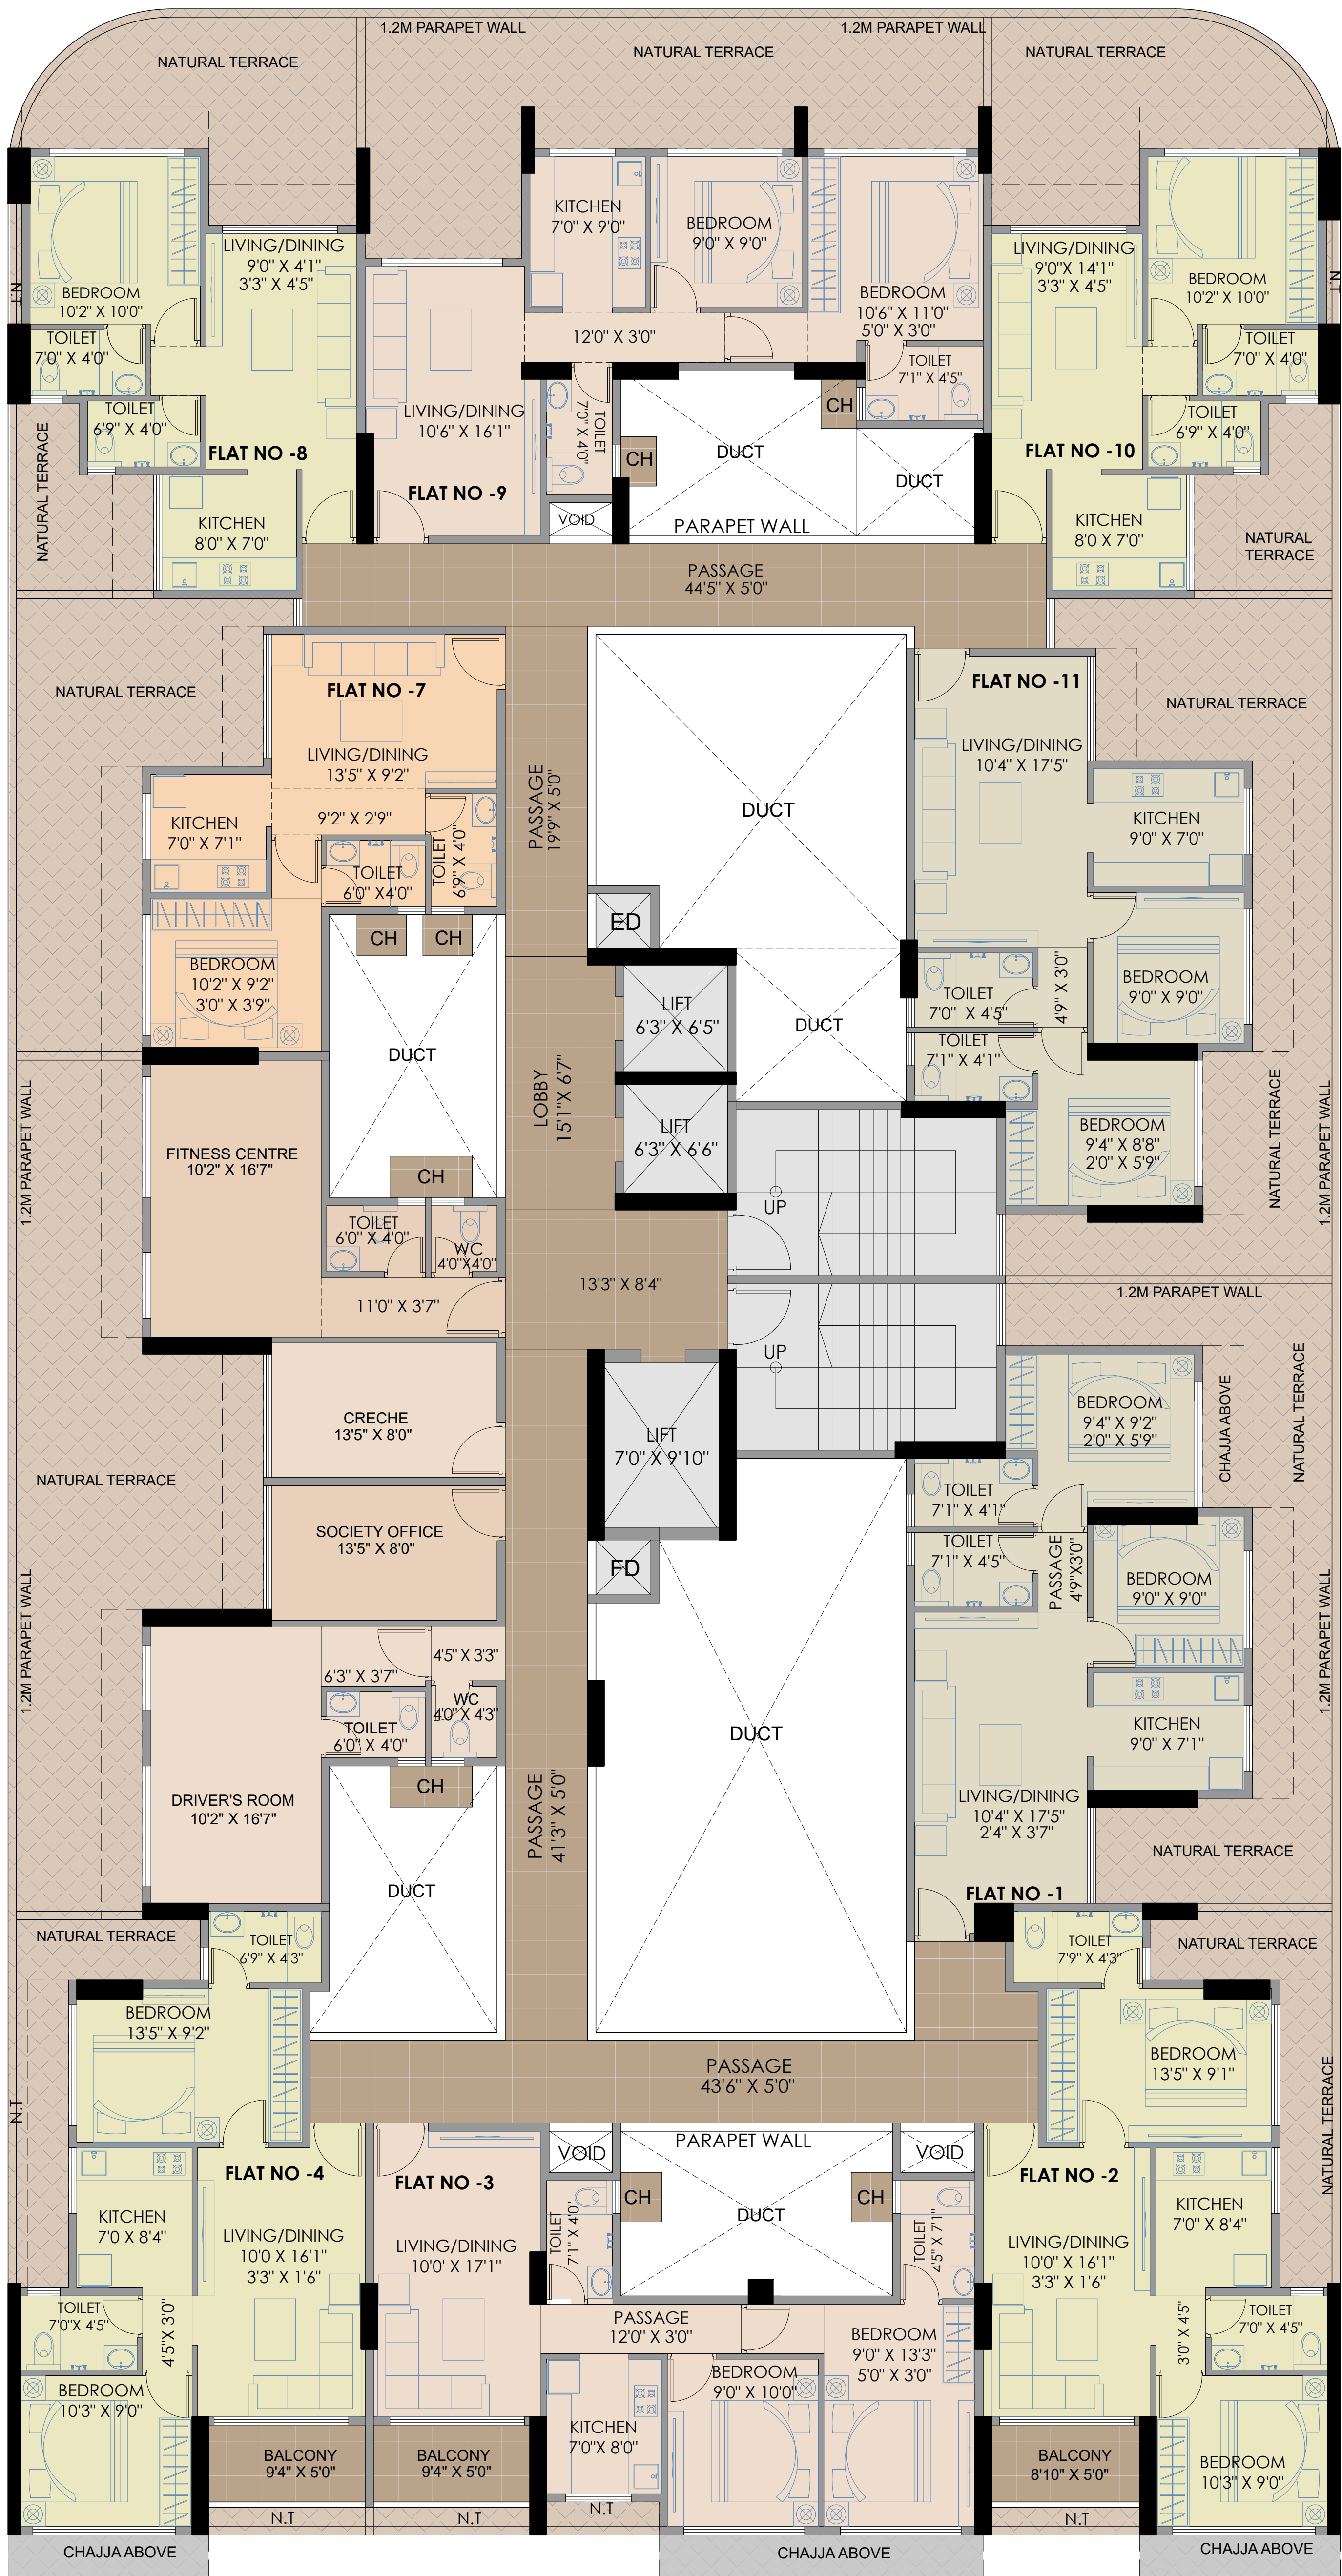 1.2M PARAPET WALL
1.2M PARAPET WALL
NATURAL TERRACE
NATURAL TERRACE
NATURAL TERRACE
KITCHEN
7'0" X 9'0"
BEDROOM
9'0" X 9'0"
LIVING/DINING
9'0" X 4'1"
3'3" X 4'5"
LIVING/DINING
9'0"X 14'1"
3'3" X 4'5"
N.T
BEDROOM
10'2" X 10'0"
BEDROOM
10'6" X 11'0"
5'0" X 3'0"
BEDROOM
10'2" X 10'0"
N.T
TOILET
7'0" X 4'0"
12'0" X 3'0"
TOILET
7'1" X 4'5"
TOILET
7'0" X 4'0"
TOILET
6'9" X 4'0"
LIVING/DINING
10'6" X 16'1"
TOILET
7'0" X 4'0"
CH
TOILET
6'9" X 4'0"
FLAT NO -8
CH
DUCT
DUCT
FLAT NO -10
NATURAL TERRACE
FLAT NO -9
VOID
PARAPET WALL
KITCHEN
8'0" X 7'0"
KITCHEN
8'0 X 7'0"
NATURAL
TERRACE
PASSAGE
44'5" X 5'0"
NATURAL TERRACE
FLAT NO -7
FLAT NO -11
NATURAL TERRACE
LIVING/DINING
13'5" X 9'2"
LIVING/DINING
10'4" X 17'5"
PASSAGE
19'9" X 5'0"
DUCT
KITCHEN
7'0" X 7'1"
9'2" X 2'9"
KITCHEN
9'0" X 7'0"
TOILET
6'0" X4'0"
TOILET
6'9" X 4'0"
ED
CH
CH
BEDROOM
10'2" X 9'2"
3'0" X 3'9"
BEDROOM
9'0" X 9'0"
TOILET
7'0" X 4'5"
4'9" X 3'0"
LIFT
6'3" X 6'5"
DUCT
DUCT
TOILET
7'1" X 4'1"
LOBBY
15'1"X 6'7"
LIFT
6'3" X 6'6"
BEDROOM
9'4" X 8'8"
2'0" X 5'9"
NATURAL TERRACE
1.2M PARAPET WALL
1.2M PARAPET WALL
FITNESS CENTRE
10'2" X 16'7"
CH
UP
TOILET
6'0" X 4'0"
WC
4'0"X4'0"
13'3" X 8'4"
11'0" X 3'7"
1.2M PARAPET WALL
UP
CRECHE
13'5" X 8'0"
BEDROOM
9'4" X 9'2"
2'0" X 5'9"
CHAJJA ABOVE
NATURAL TERRACE
LIFT
7'0" X 9'10"
NATURAL TERRACE
TOILET
7'1" X 4'1"
SOCIETY OFFICE
13'5" X 8'0"
FD
TOILET
7'1" X 4'5"
PASSAGE
4'9"X3'0"
BEDROOM
9'0" X 9'0"
1.2M PARAPET WALL
1.2M PARAPET WALL
6'3" X 3'7"
4'5" X 3'3"
WC
4'0" X 4'3"
TOILET
6'0" X 4'0"
DUCT
KITCHEN
9'0" X 7'1"
CH
DRIVER'S ROOM
10'2" X 16'7"
LIVING/DINING
10'4" X 17'5"
2'4" X 3'7"
PASSAGE
41'3" X 5'0"
NATURAL TERRACE
DUCT
FLAT NO -1
NATURAL TERRACE
TOILET
6'9" X 4'3"
TOILET
7'9" X 4'3"
NATURAL TERRACE
BEDROOM
13'5" X 9'2"
BEDROOM
13'5" X 9'1"
PASSAGE
43'6" X 5'0"
N.T
NATURAL TERRACE
VOID
PARAPET WALL
VOID
FLAT NO -4
FLAT NO -3
FLAT NO -2
CH
CH
KITCHEN
7'0 X 8'4"
DUCT
KITCHEN
7'0" X 8'4"
LIVING/DINING
10'0 X 16'1"
3'3" X 1'6"
LIVING/DINING
10'0' X 17'1"
TOILET
7'1" X 4'0"
TOILET
4'5" X 7'1"
LIVING/DINING
10'0" X 16'1"
3'3" X 1'6"
TOILET
7'0"X 4'5"
4'5"X 3'0"
PASSAGE
12'0" X 3'0"
3'0" X 4'5"
TOILET
7'0" X 4'5"
BEDROOM
9'0" X 13'3"
5'0" X 3'0"
BEDROOM
10'3" X 9'0"
BEDROOM
9'0" X 10'0"
KITCHEN
7'0"X 8'0"
BALCONY
9'4" X 5'0"
BALCONY
9'4" X 5'0"
BALCONY
8'10" X 5'0"
BEDROOM
10'3" X 9'0"
N.T
N.T
N.T
N.T
CHAJJA ABOVE
CHAJJA ABOVE
CHAJJA ABOVE